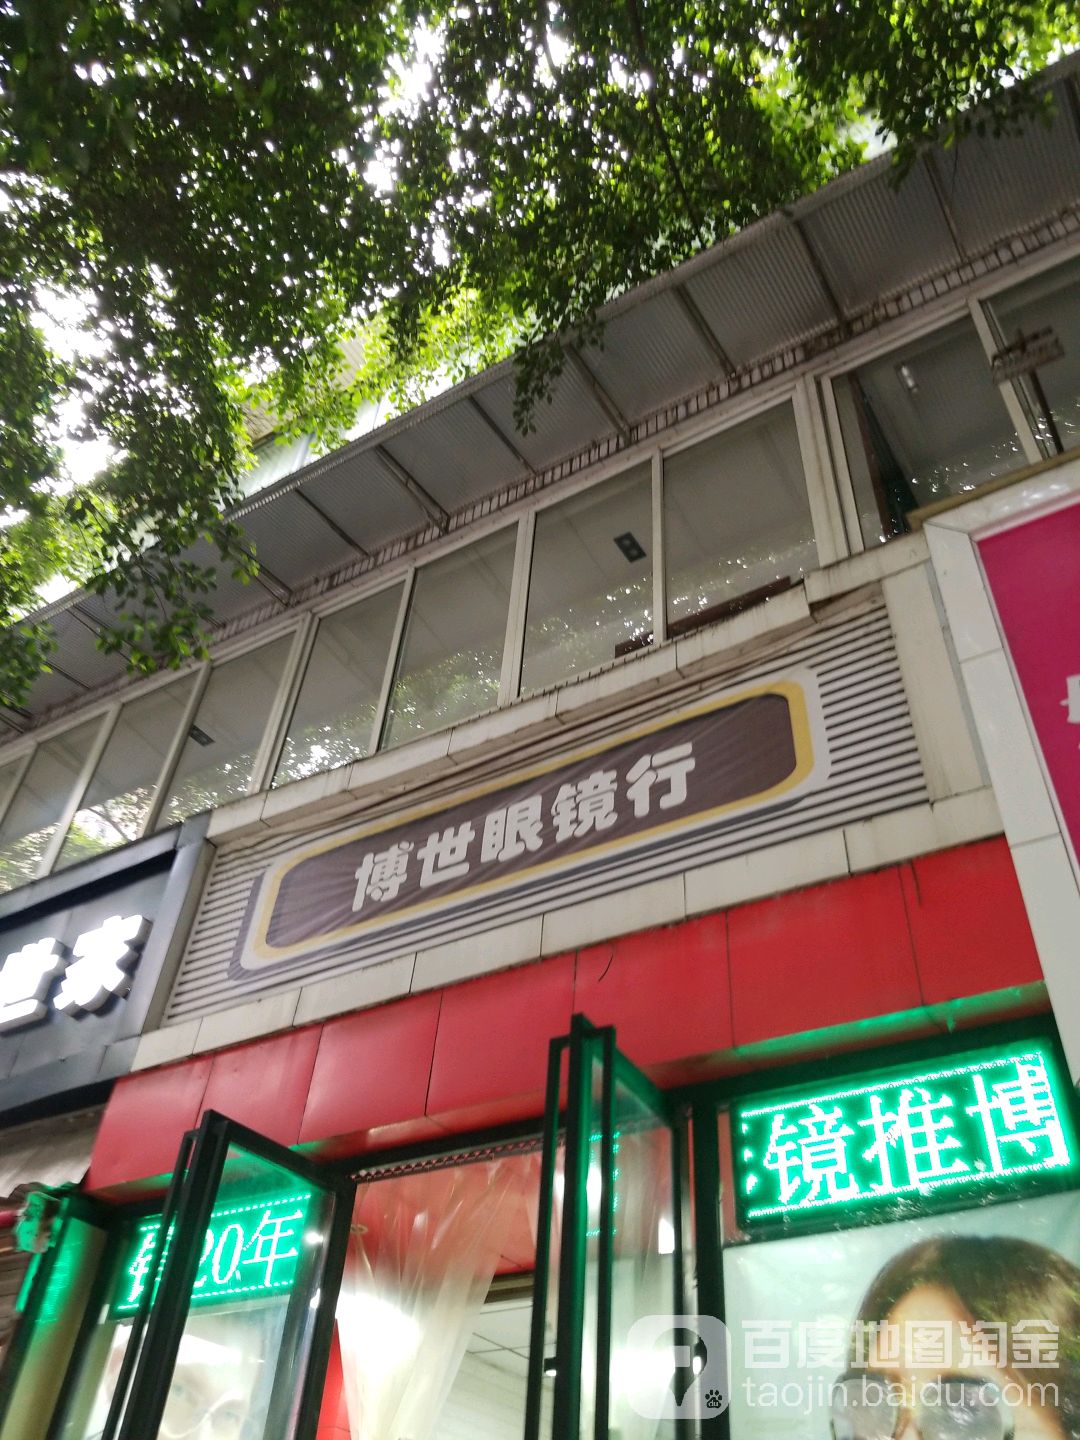 博世眼镜行
世家
镜推博
20年
百度地图淘金
taojin.baidu.com